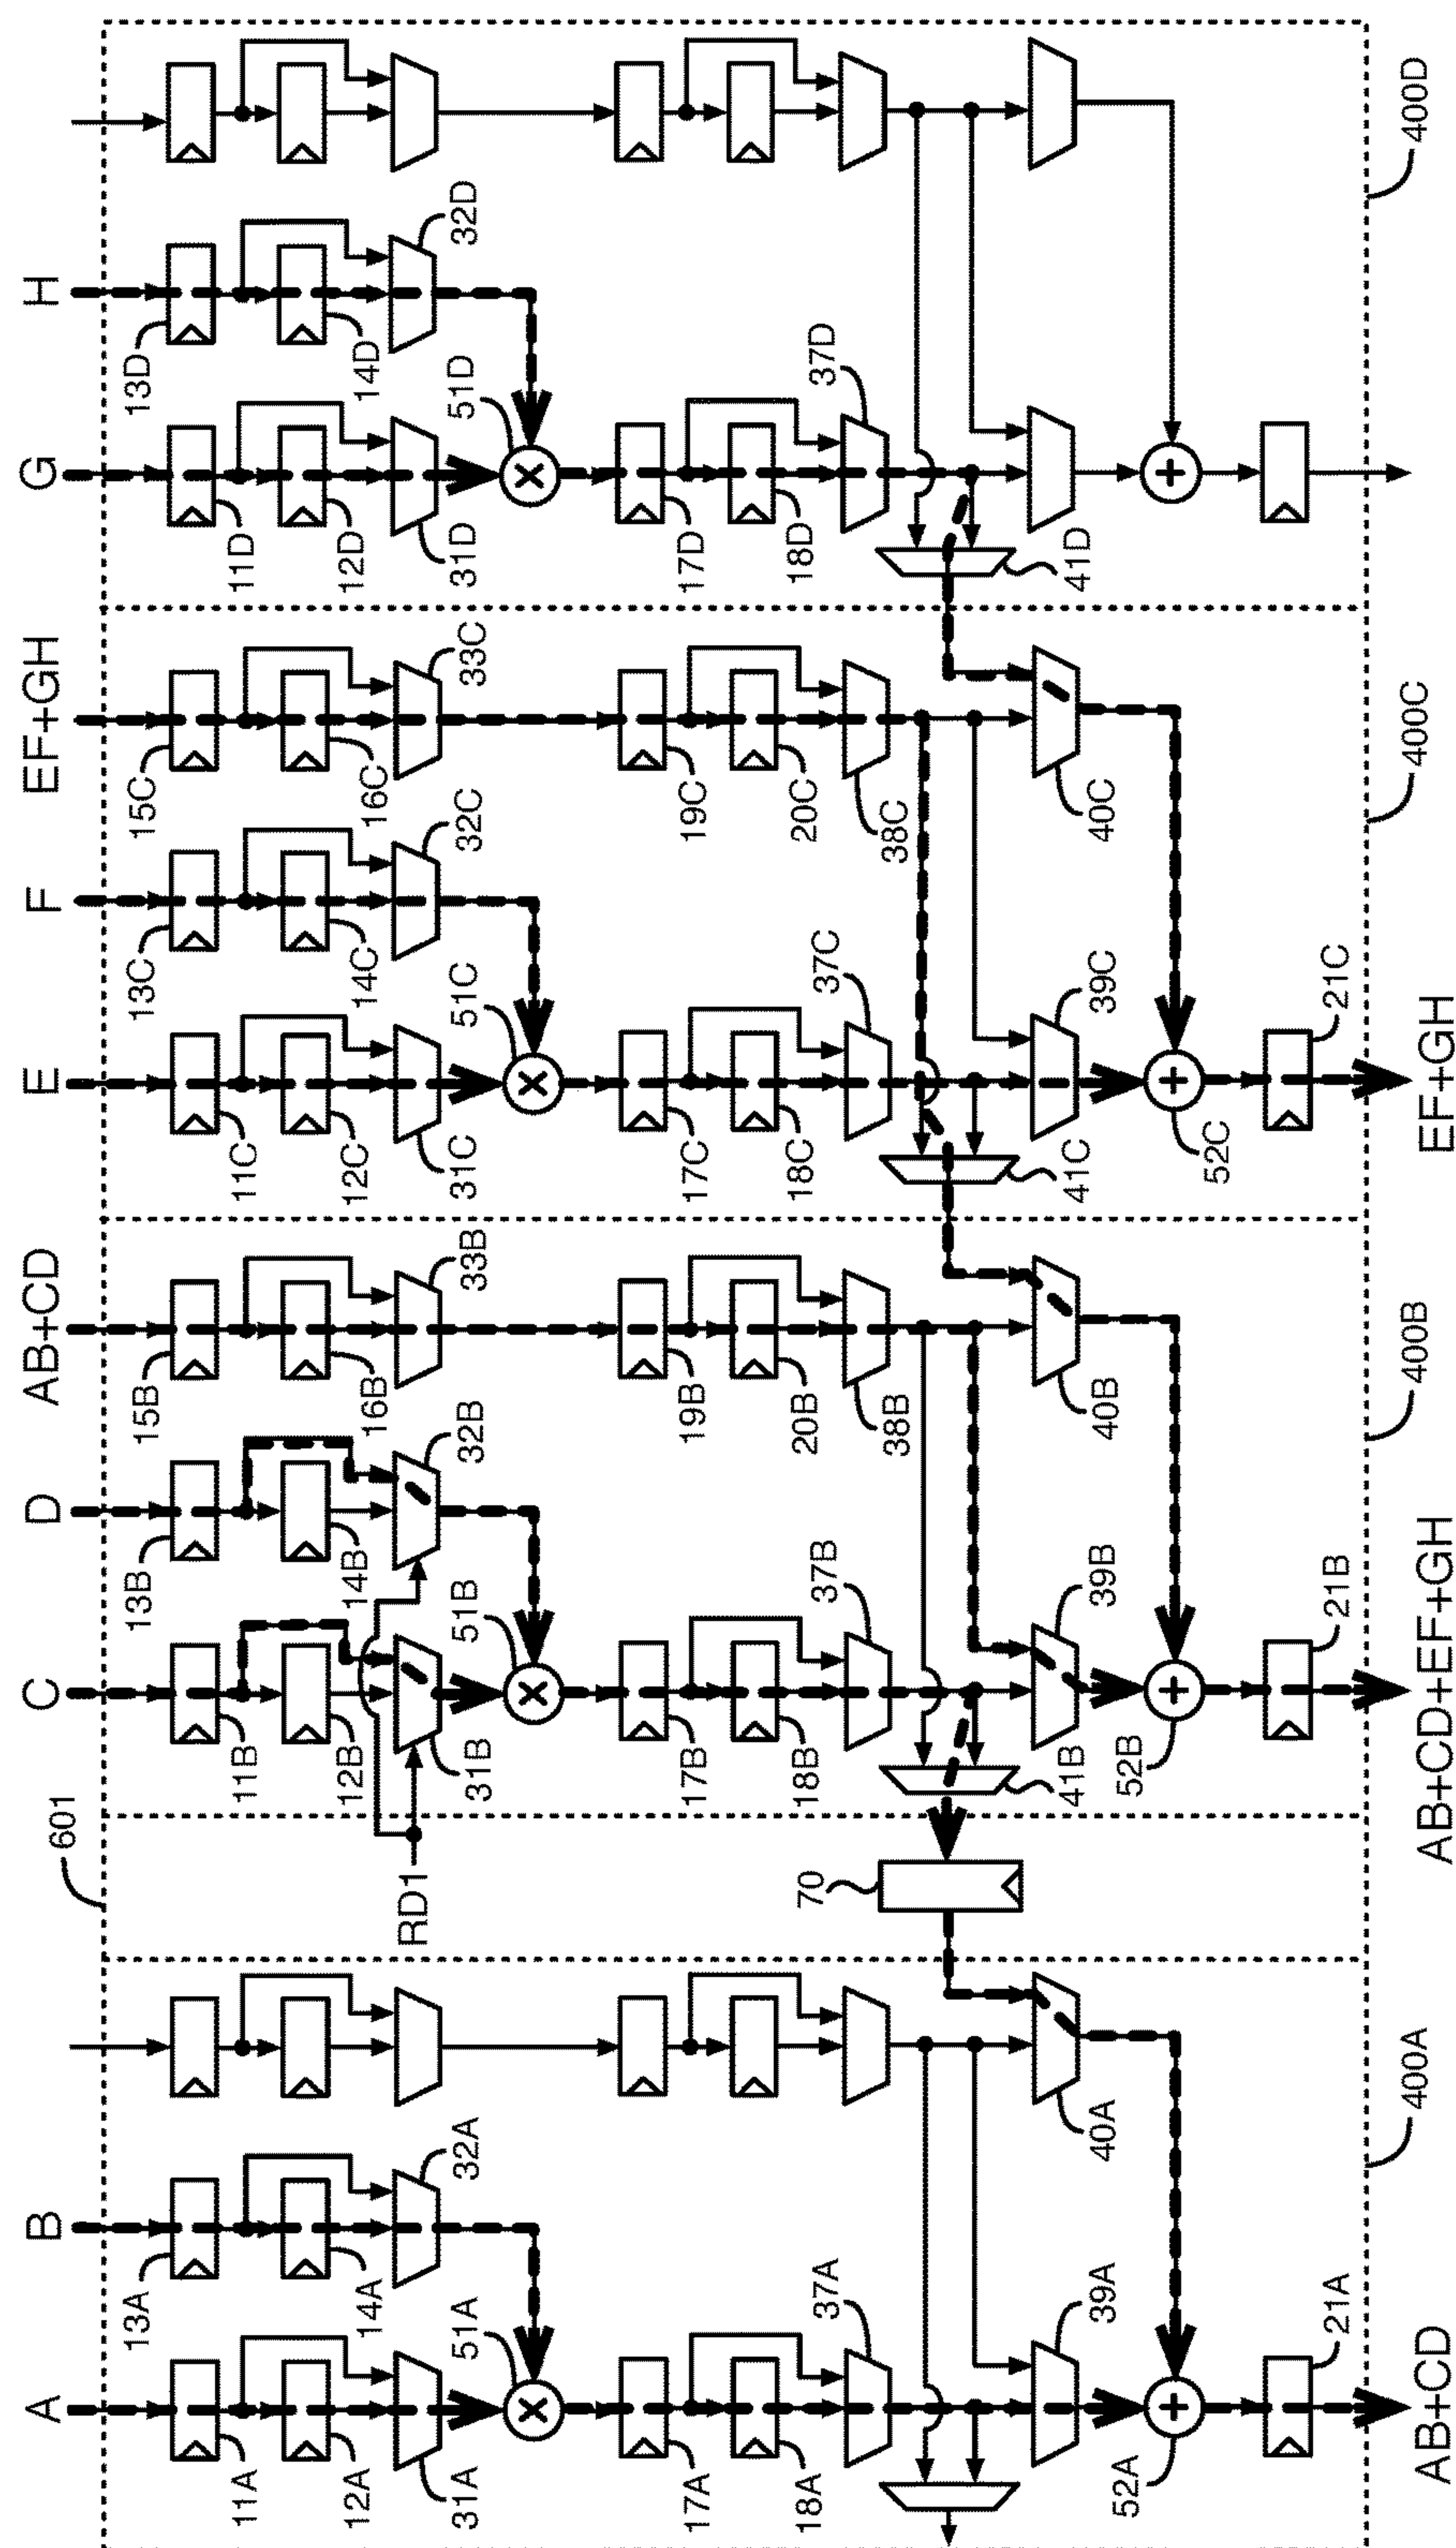 A
B
C
D
AB+CD
E
F
EF+GH
G
H
601
13A
13B
15B
13C
15C
13D
11A
11B
11C
11D
12A
14A
12B
14B
16B
12C
14C
16C
12D
14D
RD1
31A
32A
31B
32B
33B
31C
32C
33C
31D
32D
51A
51B
51C
51D
×
×
×
×
17A
17B
19B
17C
19C
17D
18A
18B
20B
18C
20C
18D
37A
37B
37C
37D
70
38B
38C
41B
41C
41D
39A
40A
39B
40B
39C
40C
52A
52B
52C
+
+
+
+
21A
21B
21C
400A
400B
400C
400D
AB+CD
AB+CD+EF+GH
EF+GH